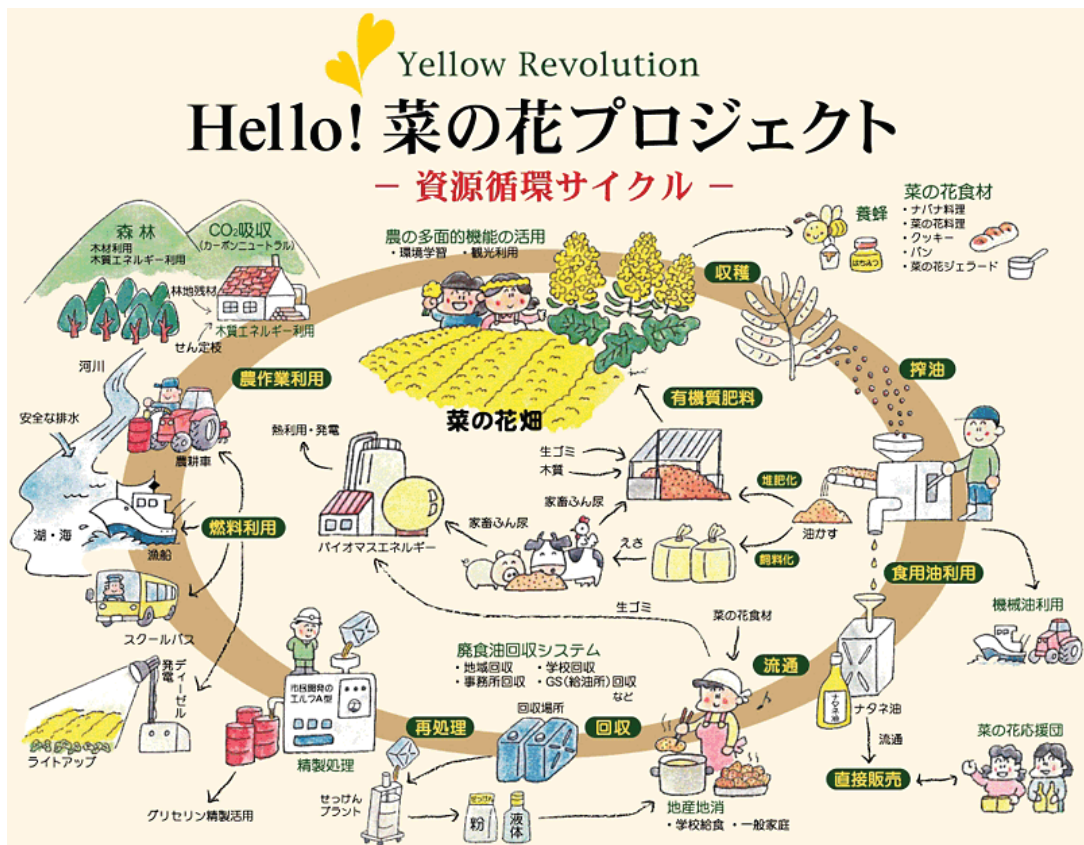 Yellow Revolution
Hello! 菜の花プロジェクト
− 資源循環サイクル −
森林
木材利用
木質エネルギー利用
CO2吸収
(カーボンニュートラル)
林地残材
木質エネルギー利用
せん定枝
河川
農の多面的機能の活用
・環境学習 ・観光利用
養蜂
はちみつ
菜の花食材
・ナバナ料理
・菜の花料理
・クッキー
・パン
・菜の花ジェラード
収穫
搾油
菜の花畑
有機質肥料
農作業利用
安全な排水
農耕車
熱利用・発電
生ゴミ
木質
堆肥化
家畜ふん尿
家畜ふん尿
油かす
燃料利用
湖・海
漁船
バイオマスエネルギー
えさ
飼料化
食用油利用
機械油利用
スクールバス
生ゴミ
菜の花食材
廃食油回収システム
・地域回収 ・学校回収
・事務所回収 ・GS(給油所)回収
など
流通
ナタネ油
ナタネ油
流通
ディーゼル
発電
市民開発の
エルフA型
回収場所
再処理
回収
菜の花応援団
ライトアップ
精製処理
直接販売
せっけん
プラント
せっけん
粉
液体
グリセリン精製活用
地産地消
・学校給食 ・一般家庭